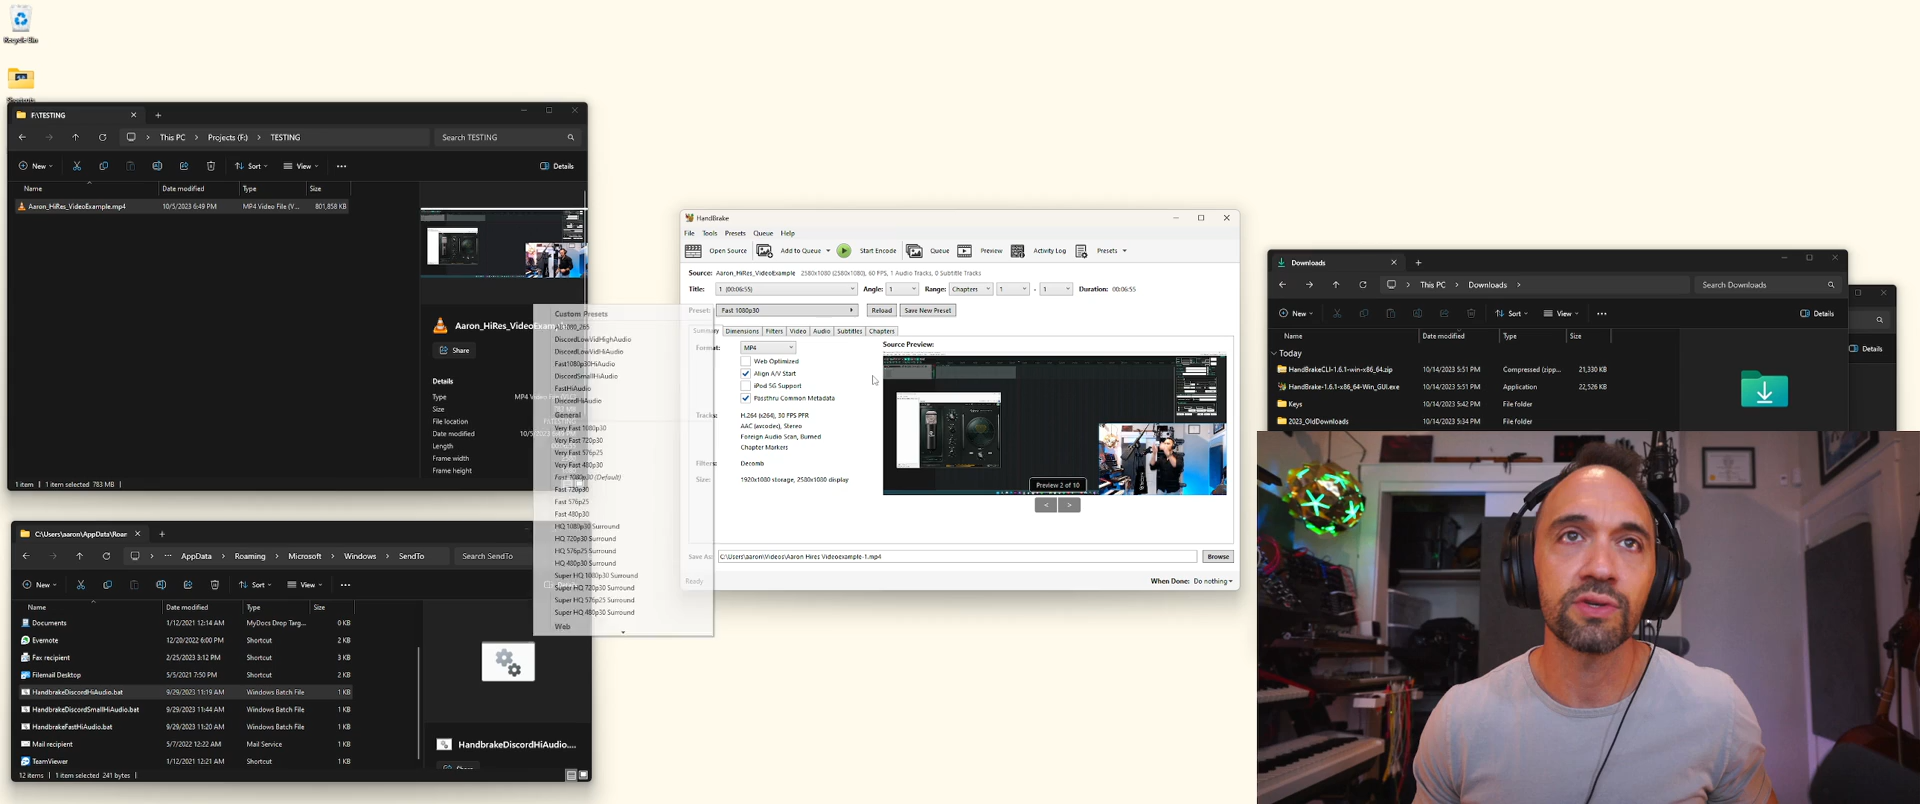 Recycle Bin
F:\TESTING
This PC > Projects (F:) > TESTING
Search TESTING
New
Sort
View
Details
Name
Date modified
Type
Size
Aaron_HiRes_VideoExample.mp4
10/5/2023 6:49 PM
MP4 Video File (V...
801,858 KB
Share
Details
Type
Size
File location
Date modified
Length
Frame width
Frame height
1 item
1 item selected 783 MB
C:\Users\aaron\AppData\Roar
AppData > Roaming > Microsoft > Windows > SendTo
Search SendTo
New
Sort
View
Name
Date modified
Type
Size
Documents
1/12/2021 12:14 AM
MyDocs Drop Targ...
0 KB
Evernote
12/20/2022 6:00 PM
Shortcut
2 KB
Fax recipient
2/25/2023 3:12 PM
Shortcut
3 KB
Filemail Desktop
5/5/2021 7:50 PM
Shortcut
2 KB
HandbrakeDiscordHiAudio.bat
9/29/2023 11:19 AM
Windows Batch File
1 KB
HandbrakeDiscordSmallHiAudio.bat
9/29/2023 11:44 AM
Windows Batch File
1 KB
HandbrakeFastHiAudio.bat
9/29/2023 11:20 AM
Windows Batch File
1 KB
Mail recipient
5/7/2022 12:22 AM
Mail Service
1 KB
TeamViewer
1/12/2021 12:21 AM
Shortcut
1 KB
HandbrakeDiscordHiAudio....
12 items
1 item selected 241 bytes
Custom Presets
DiscordLowVidHighAudio
DiscordLowVidHiAudio
Fast1080p30HiAudio
DiscordSmallHiAudio
FastHiAudio
DiscordHiAudio
General
Very Fast 1080p30
Very Fast 720p30
Very Fast 576p25
Very Fast 480p30
Fast 1080p30 (Default)
Fast 720p30
Fast 576p25
Fast 480p30
HQ 1080p30 Surround
HQ 720p30 Surround
HQ 576p25 Surround
HQ 480p30 Surround
Super HQ 1080p30 Surround
Super HQ 720p30 Surround
Super HQ 576p25 Surround
Super HQ 480p30 Surround
Web
HandBrake
File
Tools
Presets
Queue
Help
Open Source
Add to Queue
Start Encode
Queue
Preview
Activity Log
Presets
Source: Aaron_HiRes_VideoExample 2580x1080 (2580x1080), 60 FPS, 1 Audio Tracks, 0 Subtitle Tracks
Title: 1 (00:06:55)
Angle: 1
Range: Chapters 1 - 1
Duration: 00:06:55
Preset: Fast 1080p30
Reload
Save New Preset
Summary
Dimensions
Filters
Video
Audio
Subtitles
Chapters
Format: MP4
Web Optimized
Align A/V Start
iPod 5G Support
Passthru Common Metadata
Tracks: H.264 (x264), 30 FPS PFR
AAC (avcodec), Stereo
Foreign Audio Scan, Burned
Chapter Markers
Filters: Decomb
Size: 1920x1080 storage, 2580x1080 display
Source Preview:
Preview 2 of 10
<
>
Save As: C:\Users\aaron\Videos\Aaron Hires Videoexample-1.mp4
Browse
Ready
When Done: Do nothing
Downloads
This PC > Downloads >
Search Downloads
New
Sort
View
Details
Details
Name
Date modified
Type
Size
Today
HandBrakeCLI-1.6.1-win-x86_64.zip
10/14/2023 5:51 PM
Compressed (zipp...
21,330 KB
HandBrake-1.6.1-x86_64-Win_GUI.exe
10/14/2023 5:51 PM
Application
22,526 KB
Keys
10/14/2023 5:42 PM
File folder
2023_OldDownloads
10/14/2023 5:34 PM
File folder